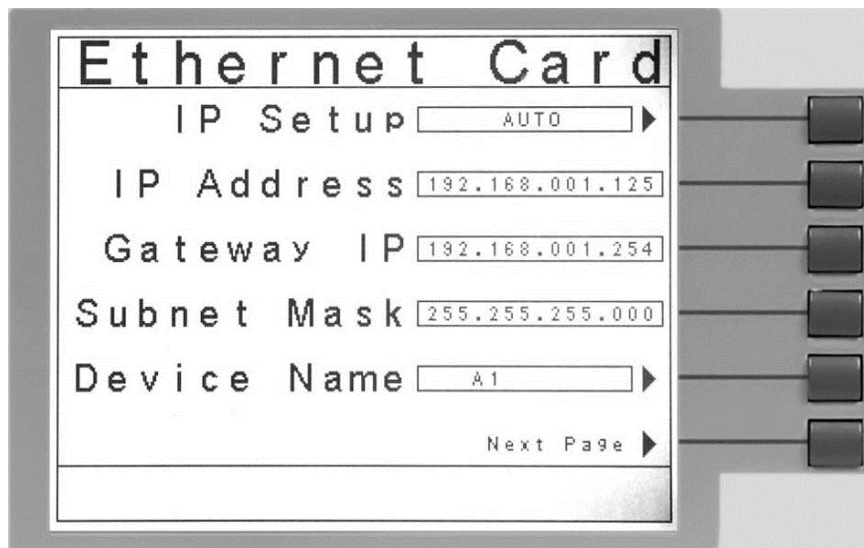 Ethernet Card
IP Setup AUTO
IP Address 192.168.001.125
Gateway IP 192.168.001.254
Subnet Mask 255.255.255.000
Device Name A1
Next Page